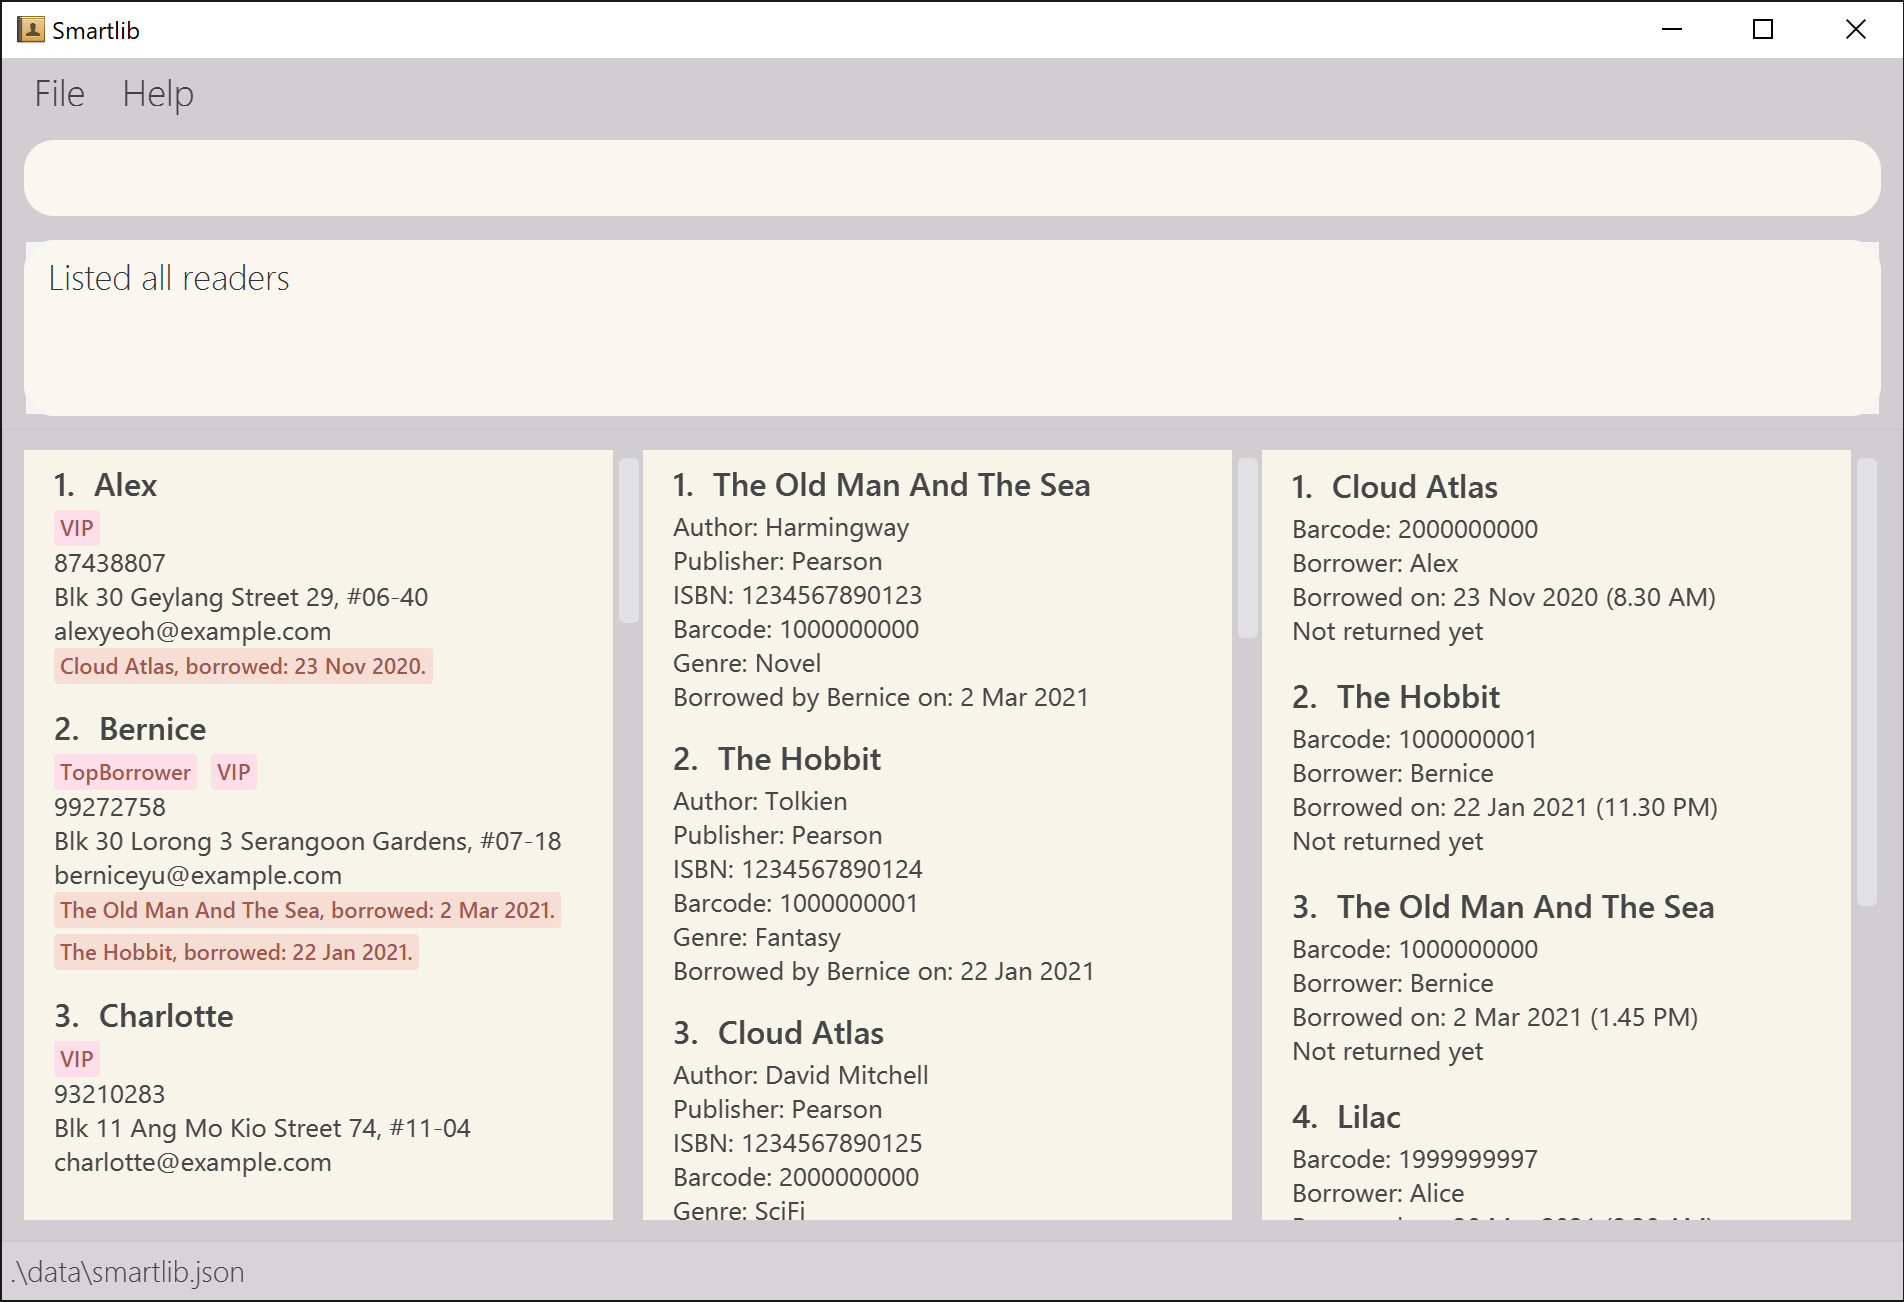 Smartlib
File Help
Listed all readers
1. Alex
VIP
87438807
Blk 30 Geylang Street 29, #06-40
alexyeoh@example.com
Cloud Atlas, borrowed: 23 Nov 2020.
2. Bernice
TopBorrower VIP
99272758
Blk 30 Lorong 3 Serangoon Gardens, #07-18
berniceyu@example.com
The Old Man And The Sea, borrowed: 2 Mar 2021.
The Hobbit, borrowed: 22 Jan 2021.
3. Charlotte
VIP
93210283
Blk 11 Ang Mo Kio Street 74, #11-04
charlotte@example.com
1. The Old Man And The Sea
Author: Harmingway
Publisher: Pearson
ISBN: 1234567890123
Barcode: 1000000000
Genre: Novel
Borrowed by Bernice on: 2 Mar 2021
2. The Hobbit
Author: Tolkien
Publisher: Pearson
ISBN: 1234567890124
Barcode: 1000000001
Genre: Fantasy
Borrowed by Bernice on: 22 Jan 2021
3. Cloud Atlas
Author: David Mitchell
Publisher: Pearson
ISBN: 1234567890125
Barcode: 2000000000
Genre: SciFi
1. Cloud Atlas
Barcode: 2000000000
Borrower: Alex
Borrowed on: 23 Nov 2020 (8.30 AM)
Not returned yet
2. The Hobbit
Barcode: 1000000001
Borrower: Bernice
Borrowed on: 22 Jan 2021 (11.30 PM)
Not returned yet
3. The Old Man And The Sea
Barcode: 1000000000
Borrower: Bernice
Borrowed on: 2 Mar 2021 (1.45 PM)
Not returned yet
4. Lilac
Barcode: 1999999997
Borrower: Alice
.\data\smartlib.json